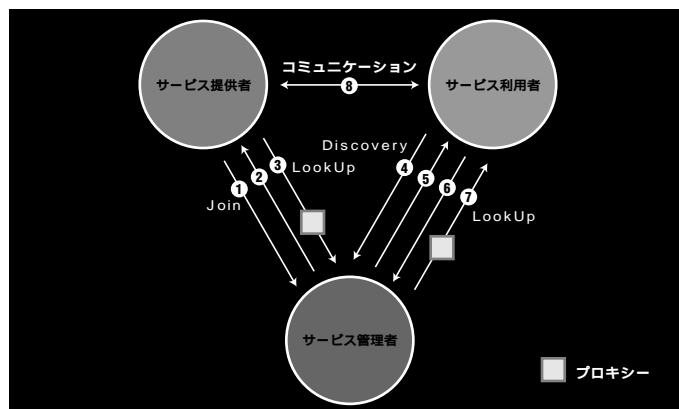 コミュニケーション
8
サービス提供者
サービス利用者
Discovery
3
4
LookUp
2
5
1
6
7
Join
LookUp
サービス管理者
プロキシー